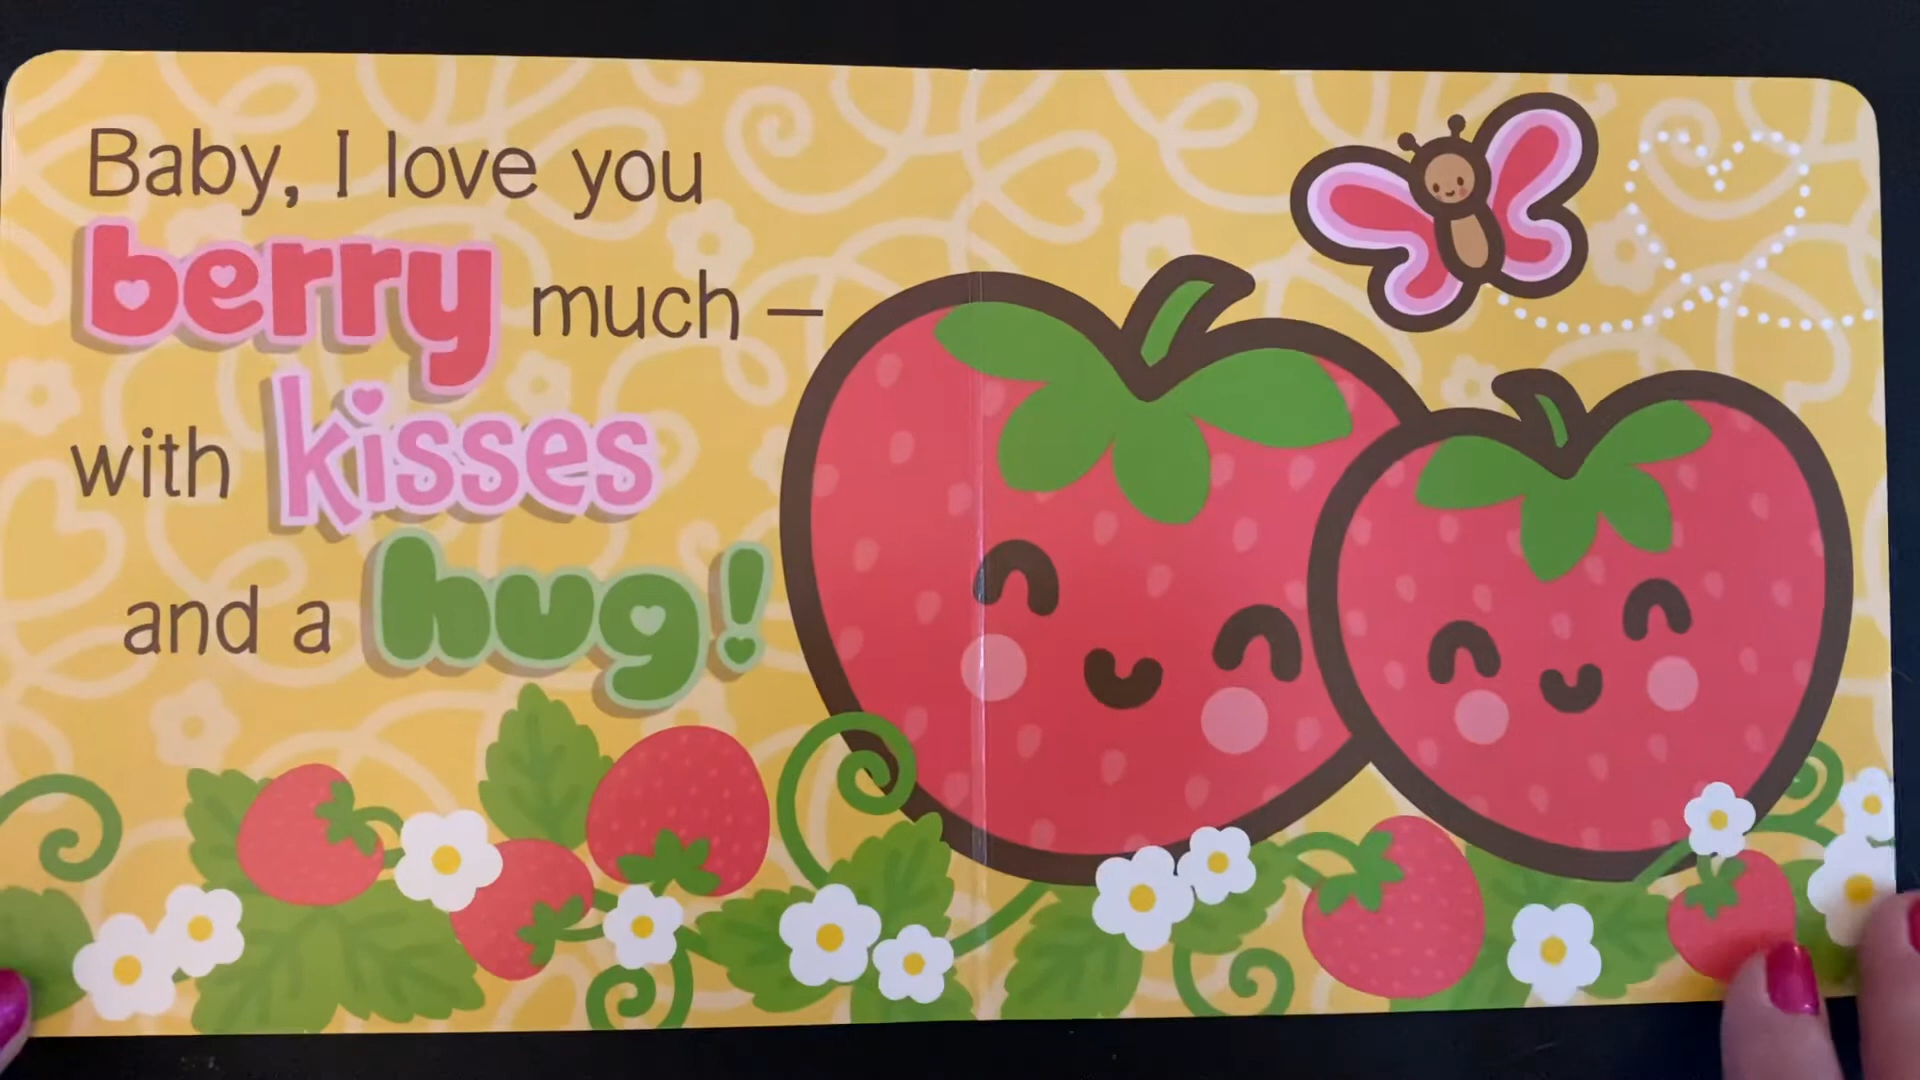 Baby, I love you
berry much –
with kisses
and a hug!